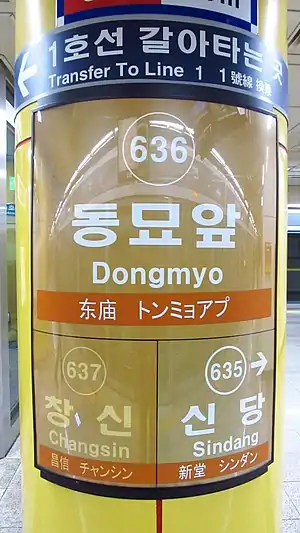 1호선 갈아타는 곳
Transfer To Line 1 1號線 換乘
636
동묘앞
Dongmyo
东庙 トンミョアプ
637
창신
Changsin
昌信 チャンシン
635
신당
Sindang
新堂 シンダン